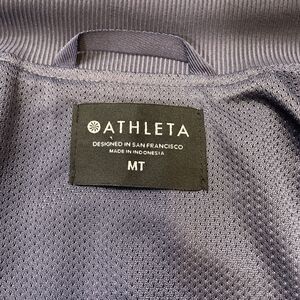 ATHLETA
DESIGNED IN SAN FRANCISCO
MADE IN INDONESIA
MT